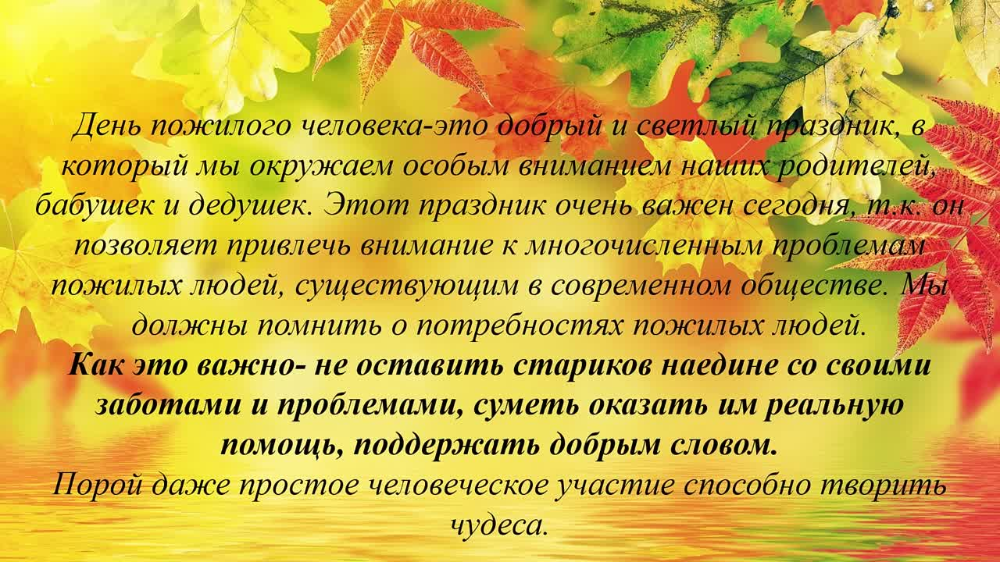 День пожилого человека-это добрый и светлый праздник, в
который мы окружаем особым вниманием наших родителей,
бабушек и дедушек. Этот праздник очень важен сегодня, т.к. он
позволяет привлечь внимание к многочисленным проблемам
пожилых людей, существующим в современном обществе. Мы
должны помнить о потребностях пожилых людей.
Как это важно- не оставить стариков наедине со своими
заботами и проблемами, суметь оказать им реальную
помощь, поддержать добрым словом.
Порой даже простое человеческое участие способно творить
чудеса.